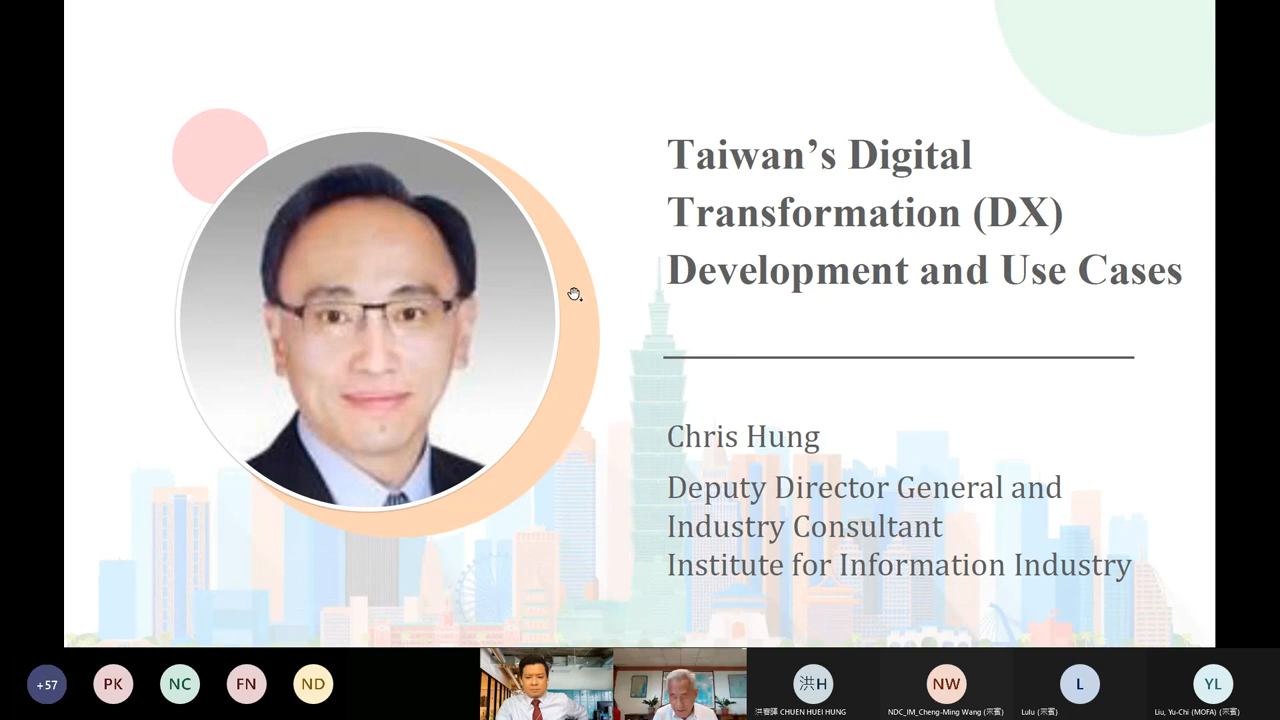 Taiwan’s Digital
Transformation (DX)
Development and Use Cases
Chris Hung
Deputy Director General and
Industry Consultant
Institute for Information Industry
+57
PK
NC
FN
ND
洪H
NW
L
YL
洪春暉 CHUEN HUEI HUNG
NDC_IM_Cheng-Ming Wang (來賓)
Lulu (來賓)
Liu, Yu-Chi (MOFA) (來賓)